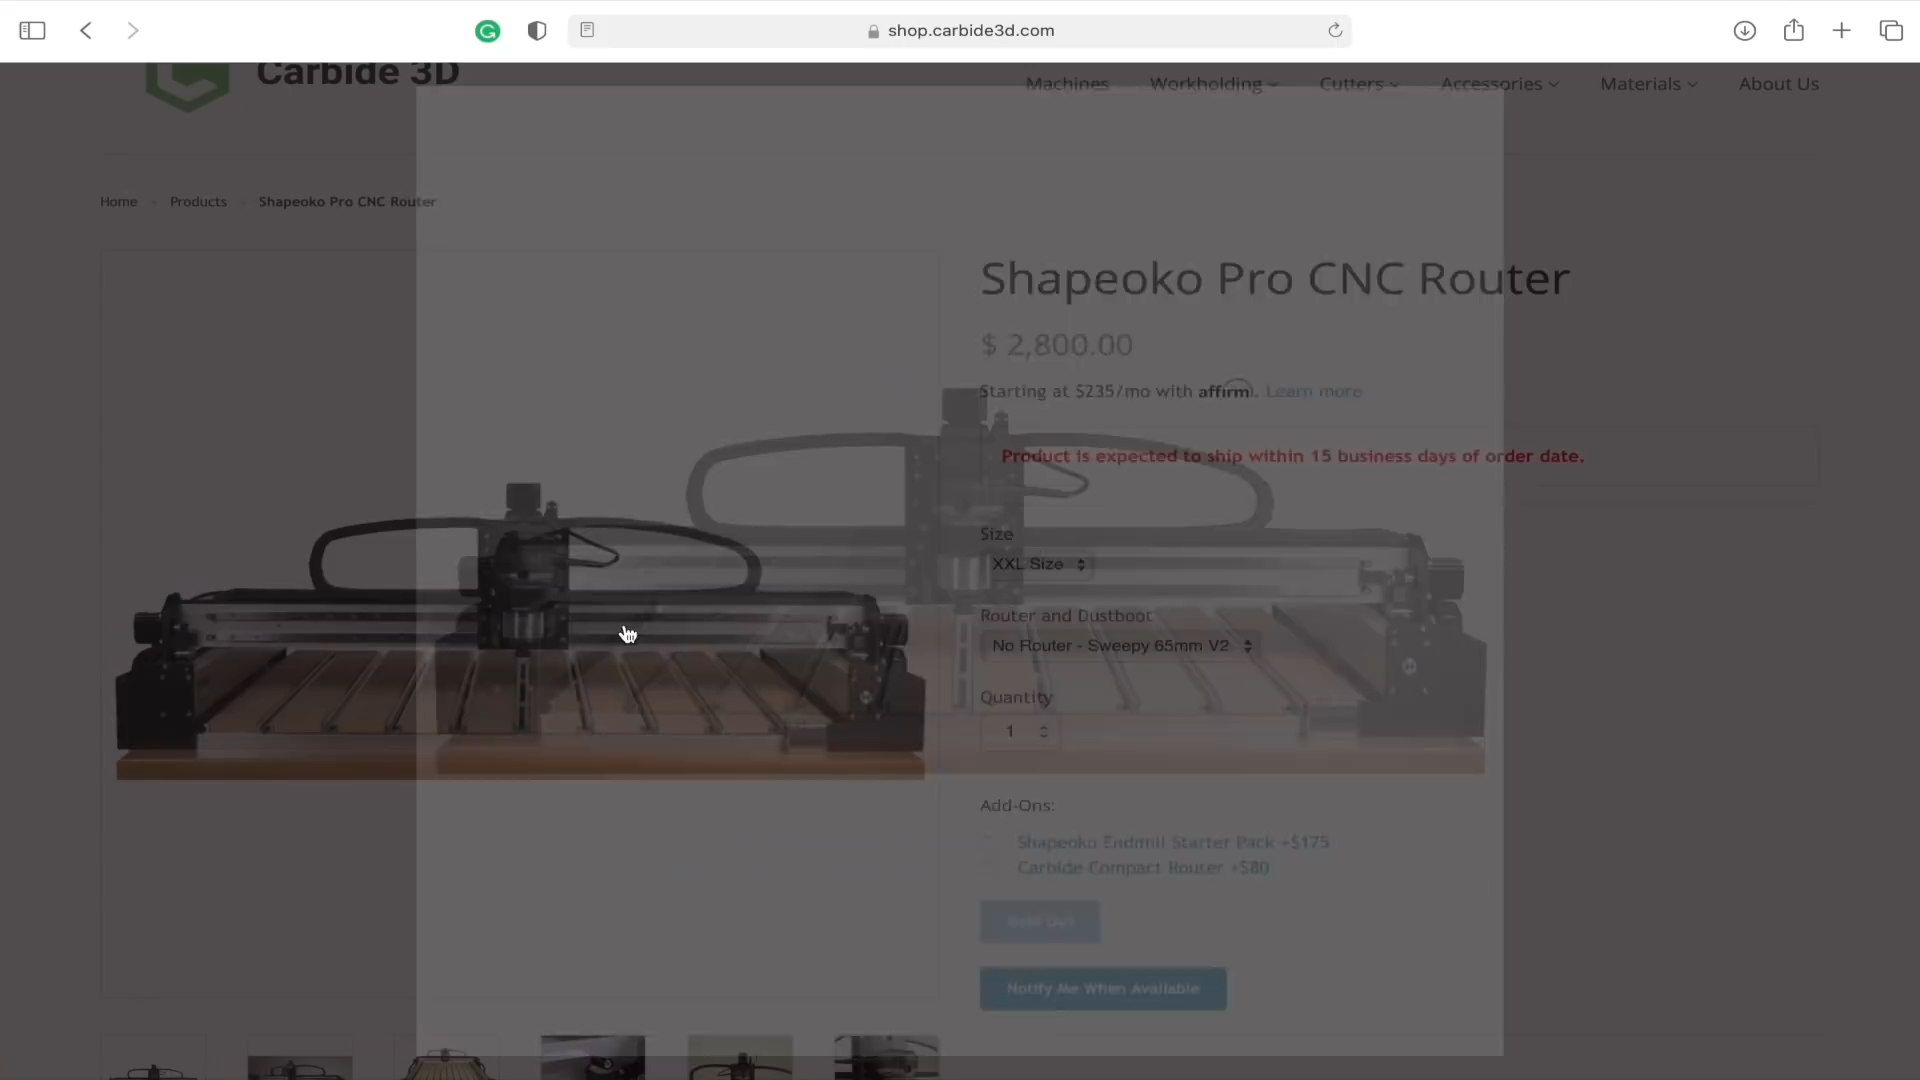 shop.carbide3d.com
Carbide 3D
Machines
Workholding
Cutters
Accessories
Materials
About Us
Home
Products
Shapeoko Pro CNC Router
Shapeoko Pro CNC Router
$ 2,800.00
Starting at $235/mo with affirm. Learn more
Product is expected to ship within 15 business days of order date.
Size
XXL Size
Router and Dustboot
No Router - Sweepy 65mm V2
Quantity
1
Add-Ons:
Shapeoko Endmill Starter Pack +$175
Carbide Compact Router +$80
Sold Out
Notify Me When Available